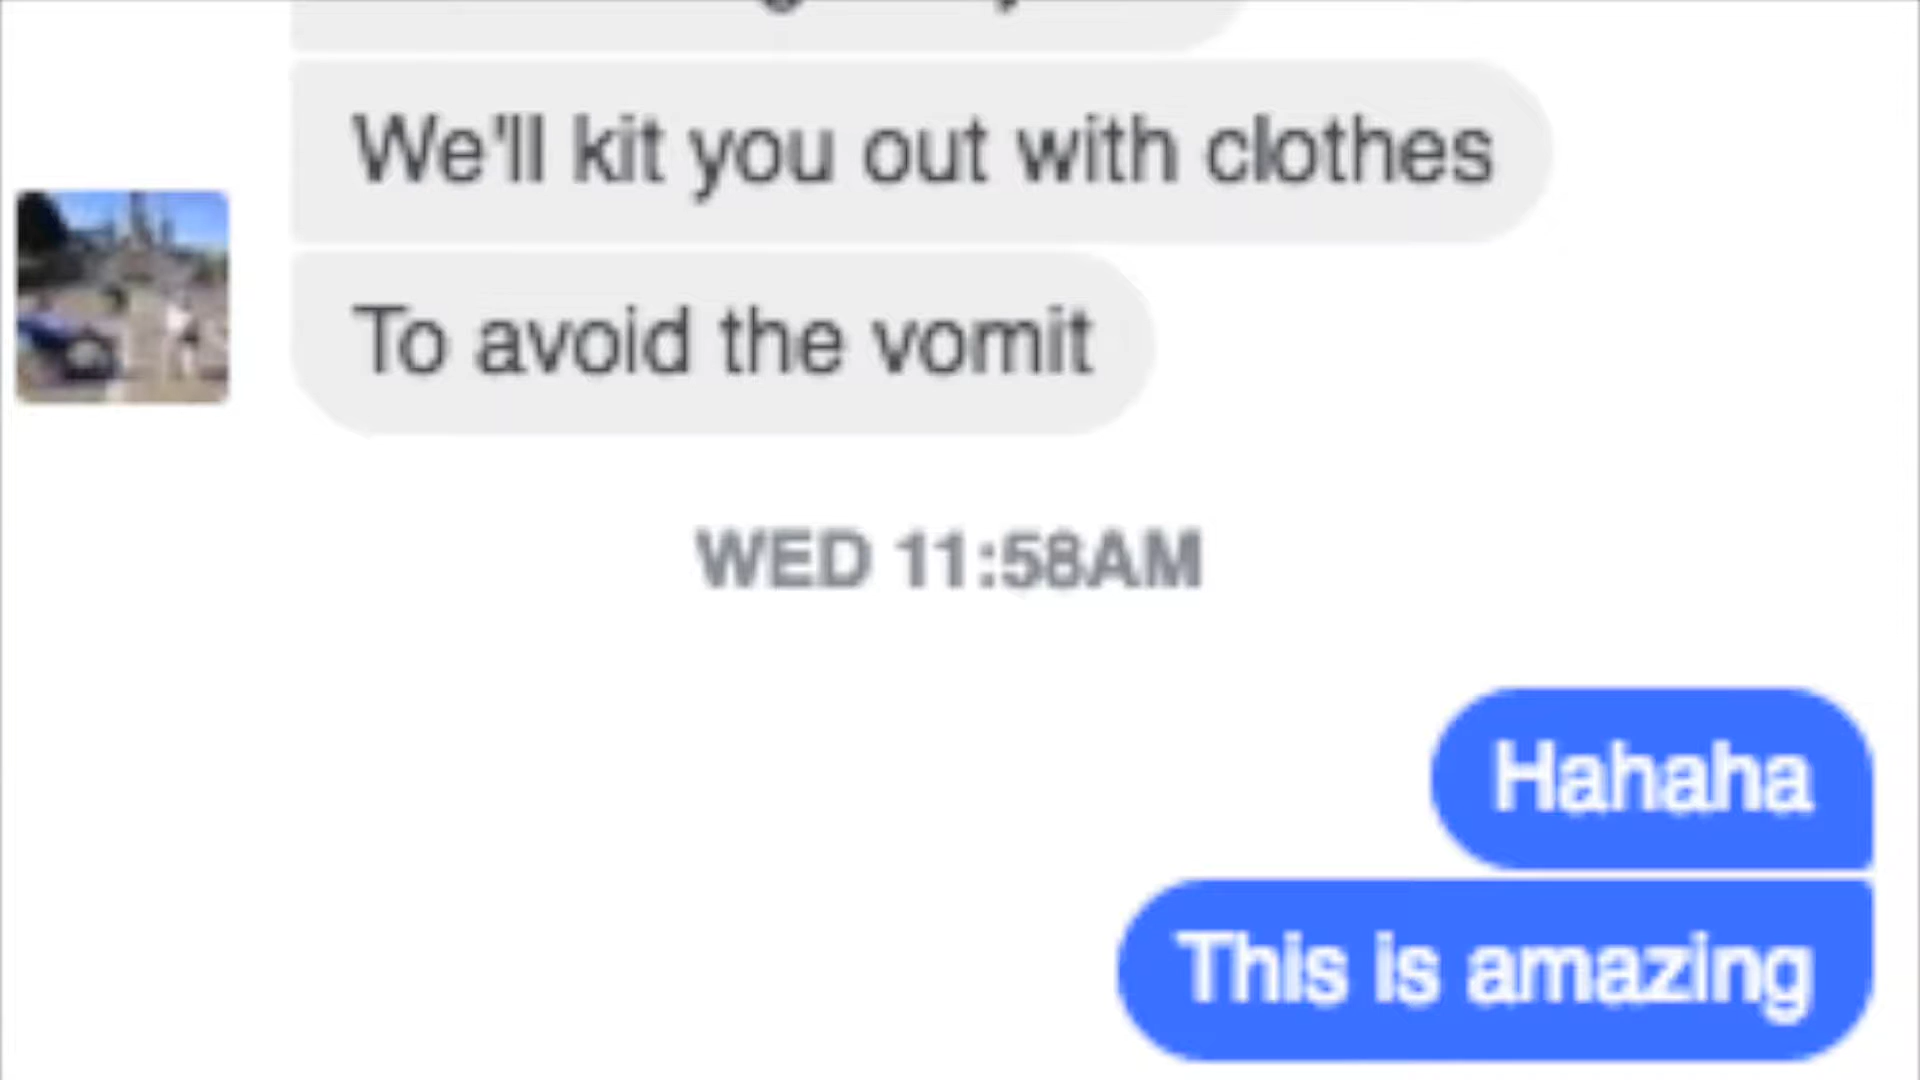 We'll kit you out with clothes
To avoid the vomit
WED 11:58AM
Hahaha
This is amazing